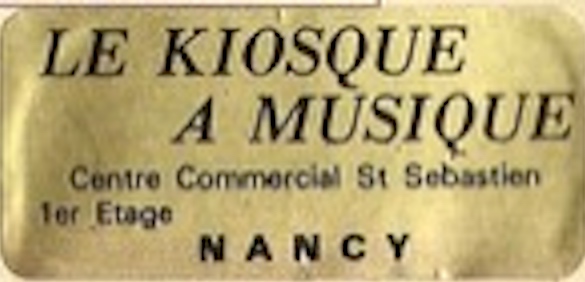 LE KIOSQUE
A MUSIQUE
Centre Commercial St Sebastien
1er Etage
NANCY